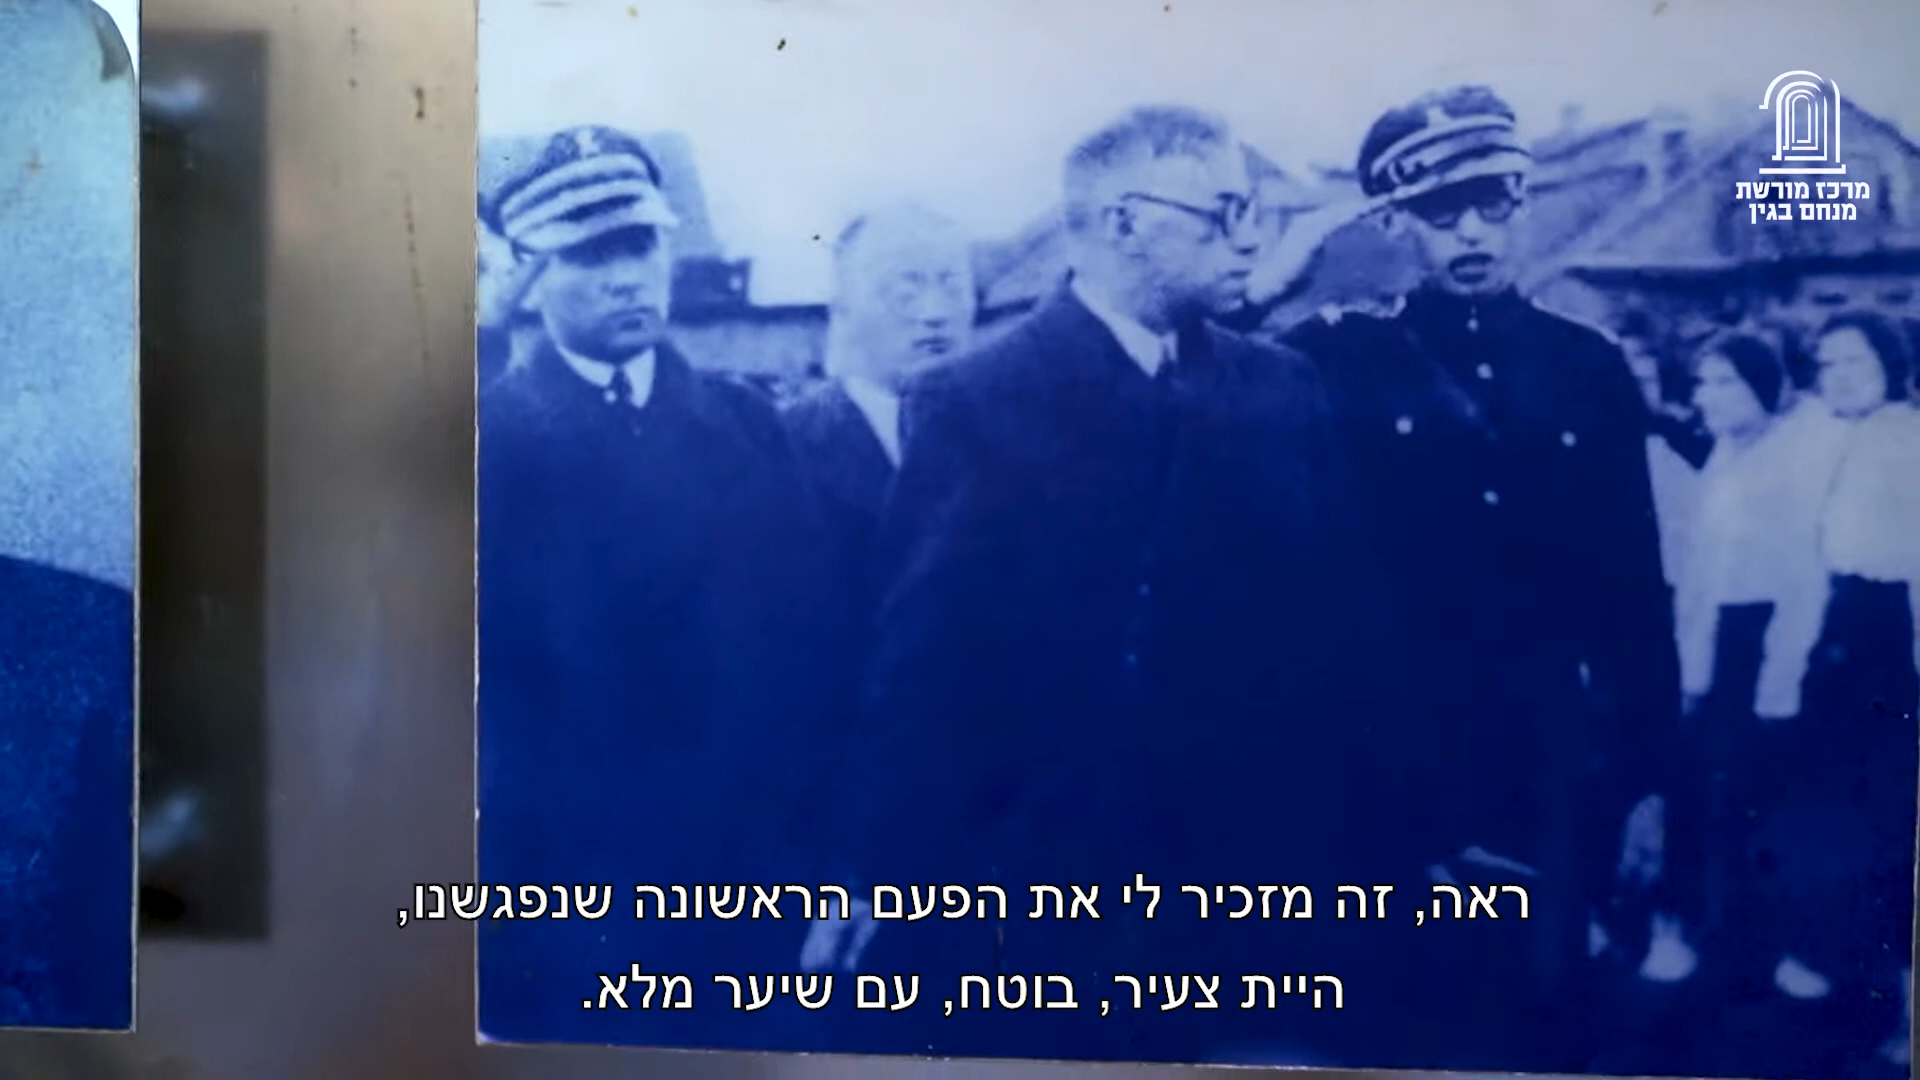 מרכז מורשת
מנחם בגין
ראה, זה מזכיר לי את הפעם הראשונה שנפגשנו,
היית צעיר, בוטח, עם שיער מלא.